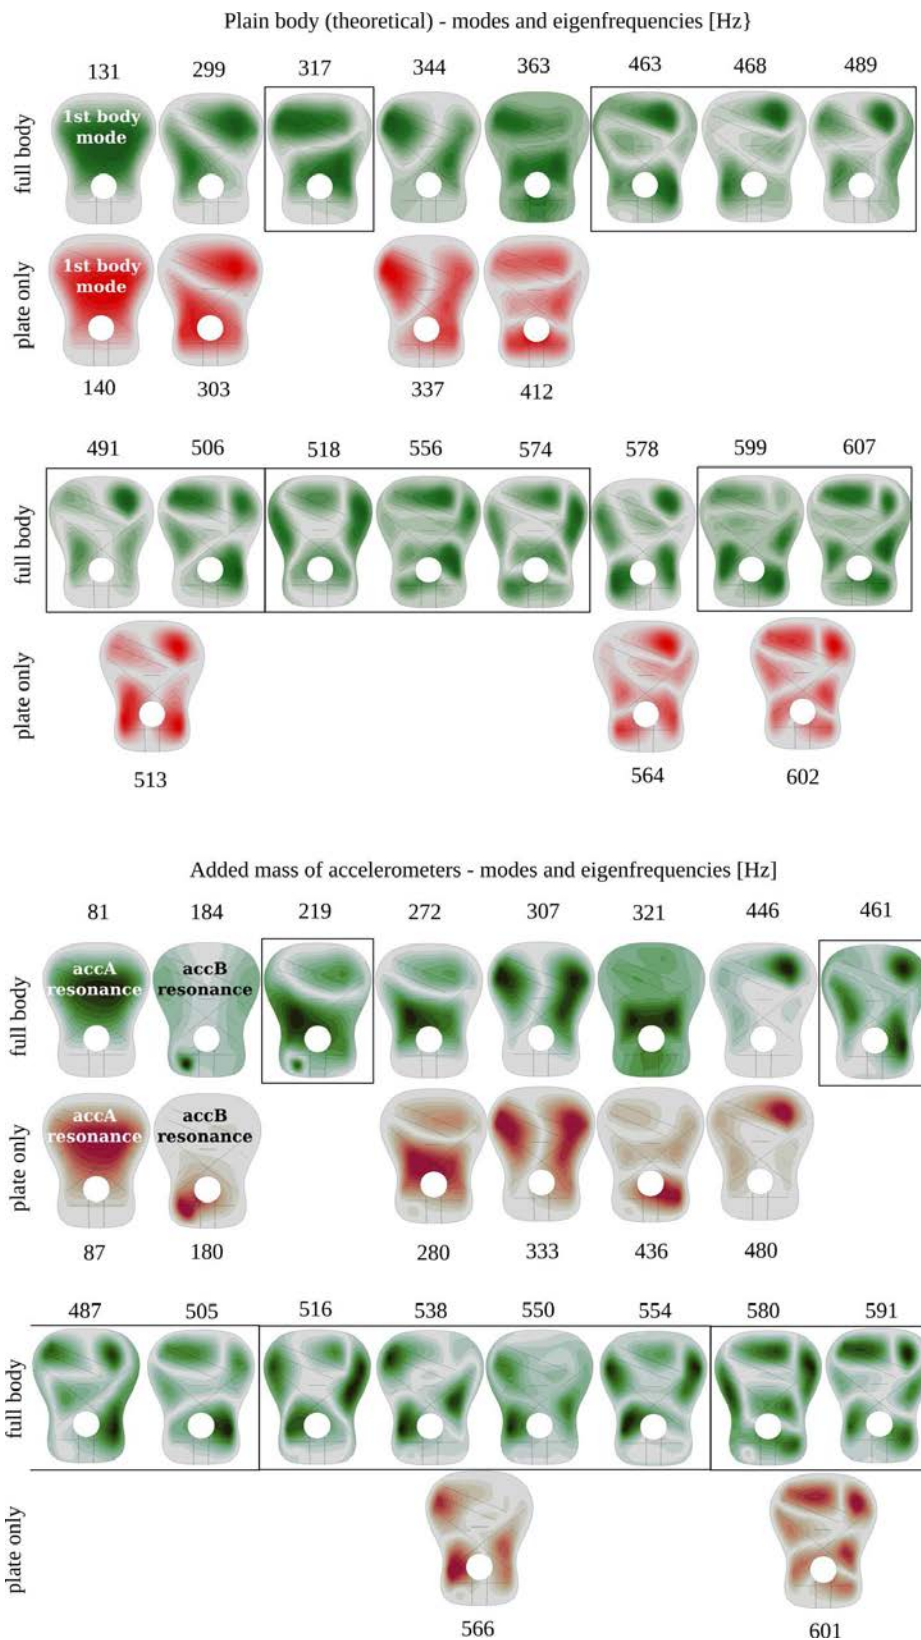 Plain body (theoretical) - modes and eigenfrequencies [Hz}
131 299 317 344 363 463 468 489
full body
1st body
mode
plate only
1st body
mode
140 303 337 412
491 506 518 556 574 578 599 607
full body
plate only
513 564 602
Added mass of accelerometers - modes and eigenfrequencies [Hz]
81 184 219 272 307 321 446 461
full body
accA
resonance
accB
resonance
plate only
accA
resonance
accB
resonance
87 180 280 333 436 480
487 505 516 538 550 554 580 591
full body
plate only
566 601